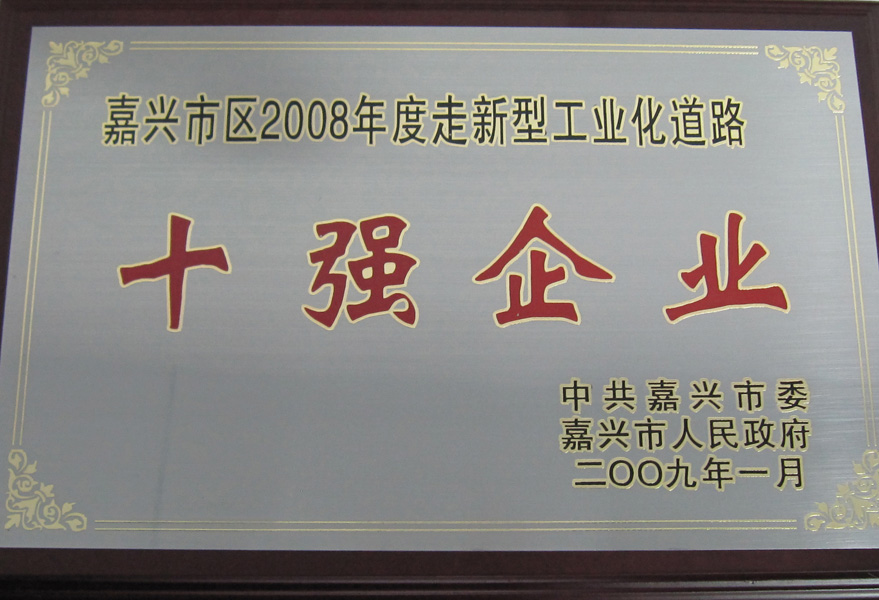 嘉兴市区2008年度走新型工业化道路
十强企业
中共嘉兴市委
嘉兴市人民政府
二〇〇九年一月